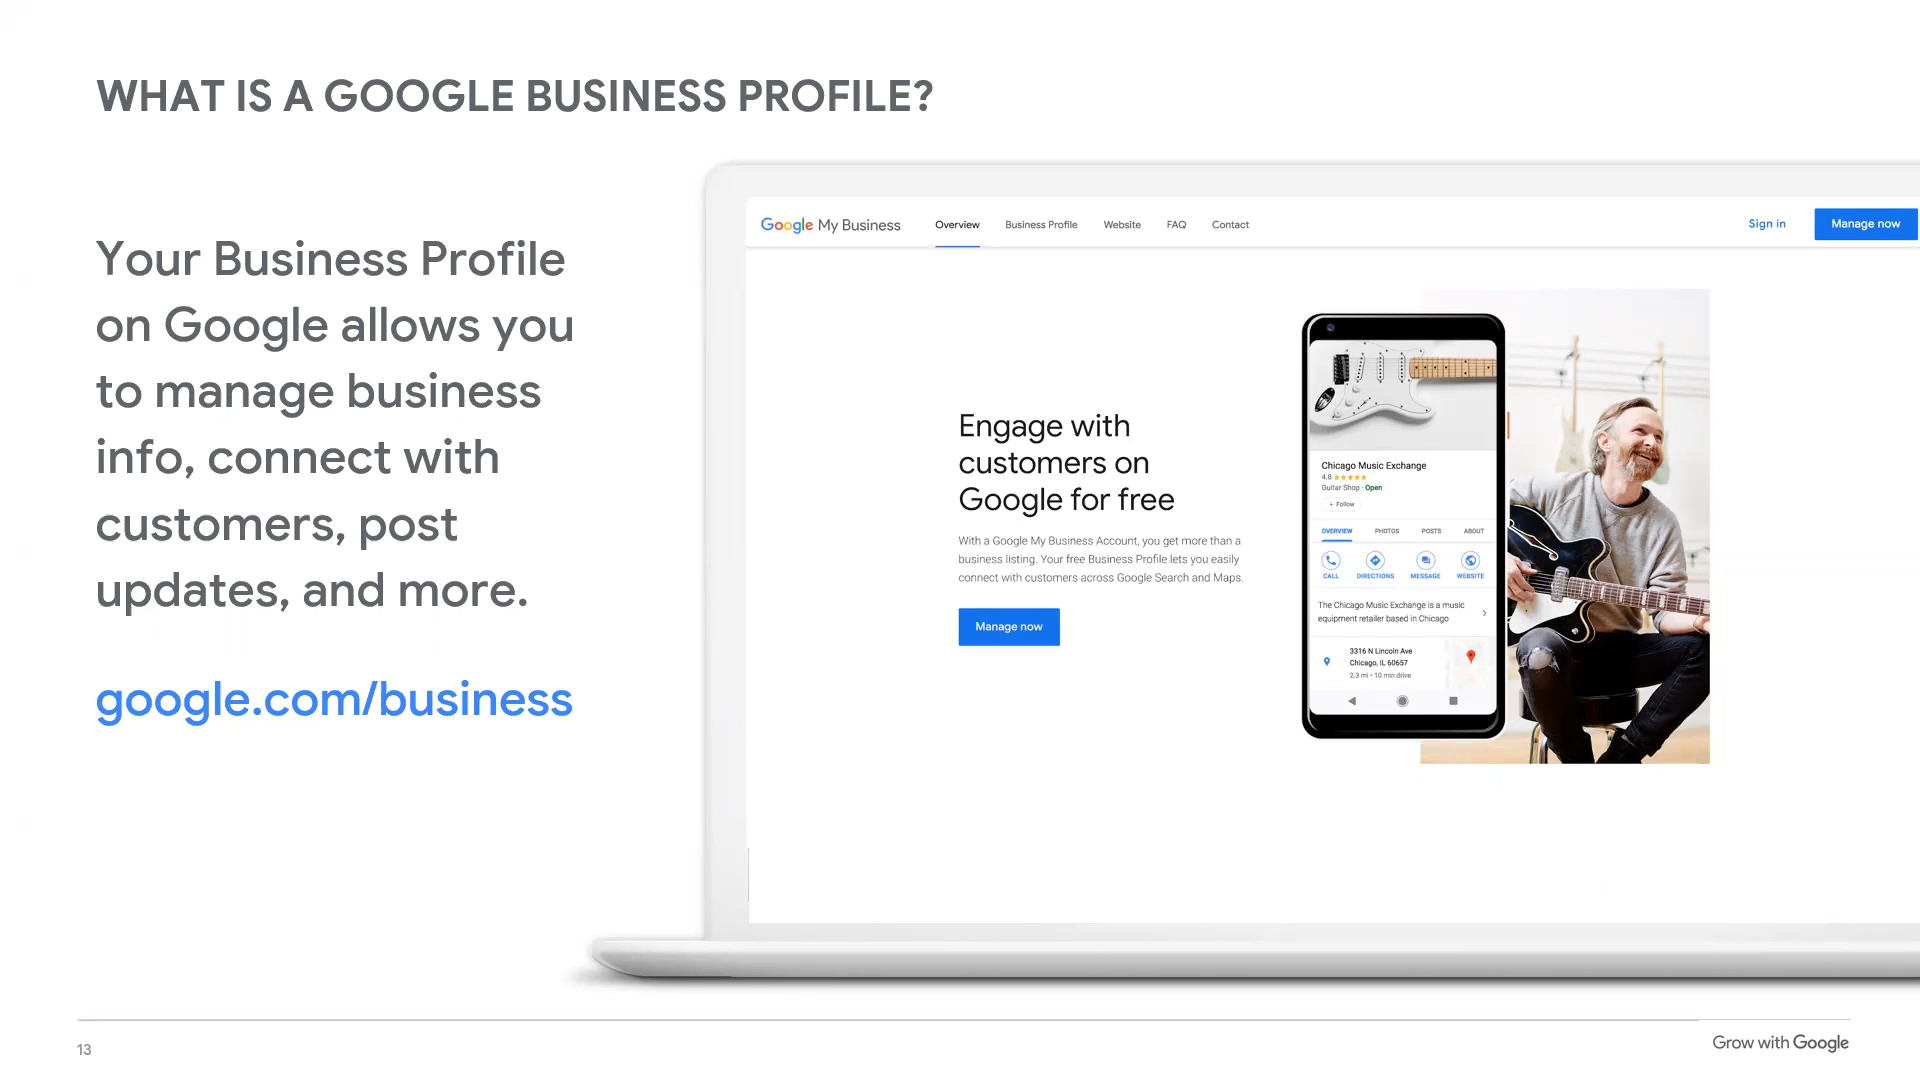 WHAT IS A GOOGLE BUSINESS PROFILE?
Your Business Profile
on Google allows you
to manage business
info, connect with
customers, post
updates, and more.
google.com/business
Google My Business
Overview
Business Profile
Website
FAQ
Contact
Sign in
Manage now
Engage with
customers on
Google for free
With a Google My Business Account, you get more than a
business listing. Your free Business Profile lets you easily
connect with customers across Google Search and Maps.
Manage now
Chicago Music Exchange
4.8
Guitar Shop · Open
+ Follow
OVERVIEW
PHOTOS
POSTS
ABOUT
CALL
DIRECTIONS
MESSAGE
WEBSITE
The Chicago Music Exchange is a music
equipment retailer based in Chicago
3316 N Lincoln Ave
Chicago, IL 60657
2.3 mi • 10 min drive
13
Grow with Google